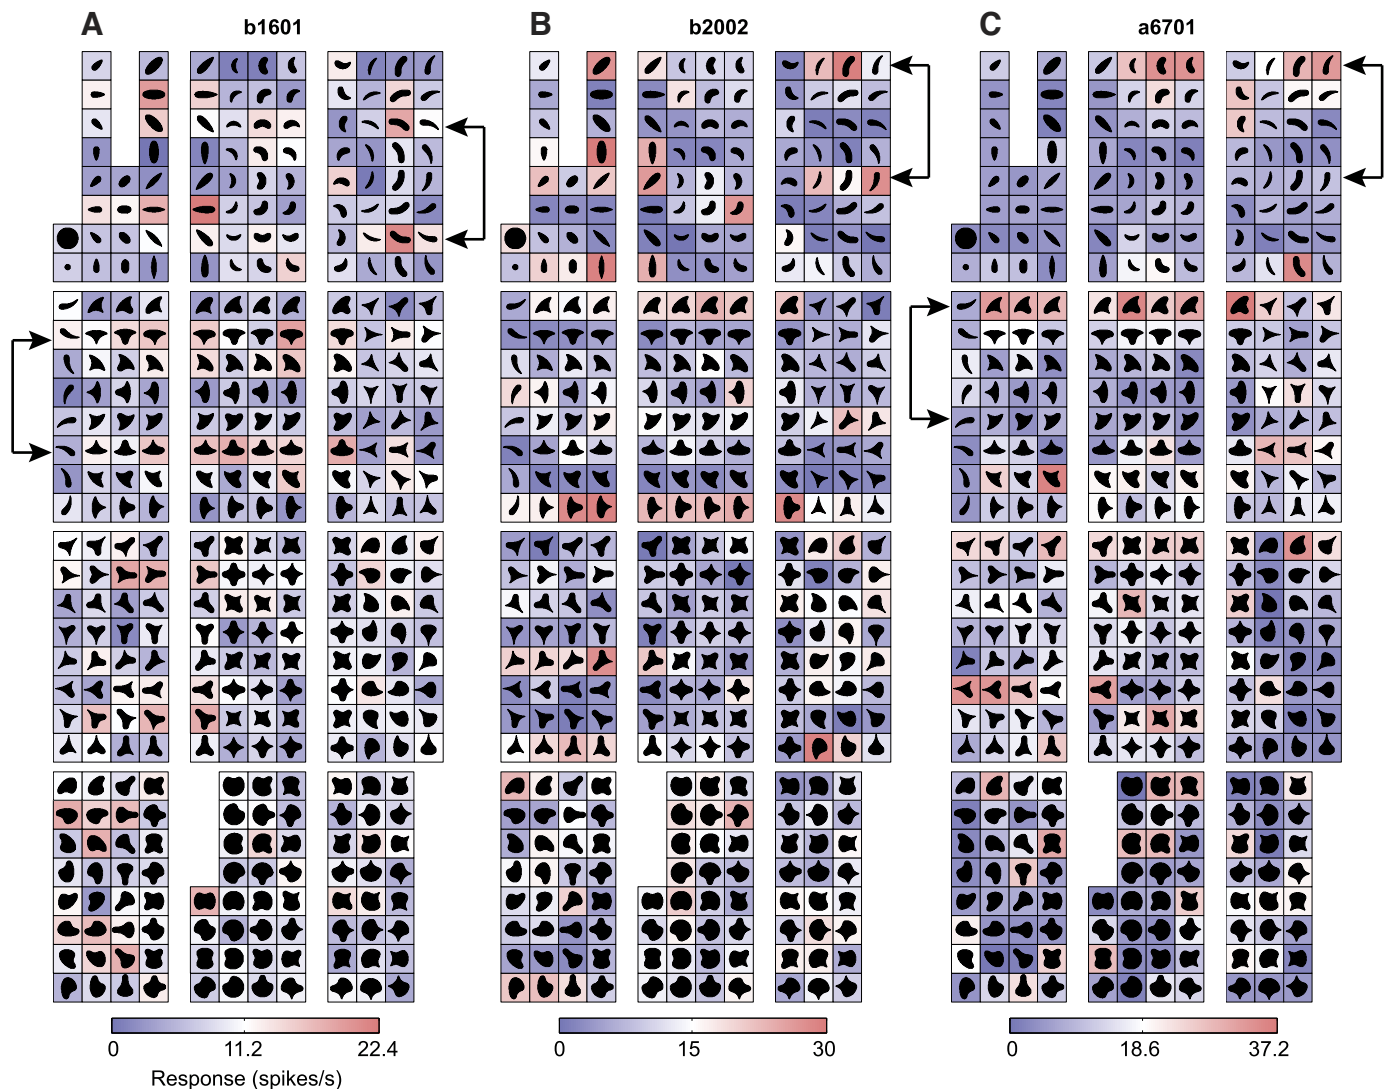 A b1601
B b2002
C a6701
0 11.2 22.4
Response (spikes/s)
0 15 30
0 18.6 37.2